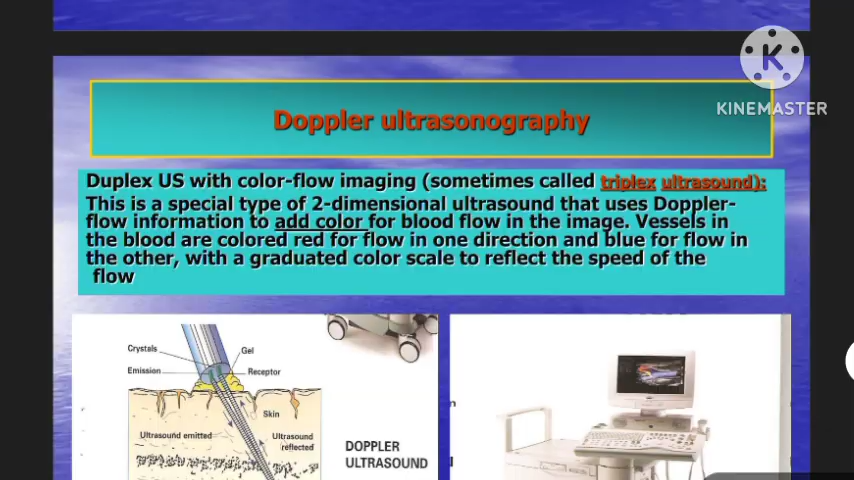 KINEMASTER
Doppler ultrasonography
Duplex US with color-flow imaging (sometimes called triplex ultrasound):
This is a special type of 2-dimensional ultrasound that uses Doppler-
flow information to add color for blood flow in the image. Vessels in
the blood are colored red for flow in one direction and blue for flow in
the other, with a graduated color scale to reflect the speed of the
flow
Crystals
Gel
Emission
Receptor
Skin
Ultrasound emitted
Ultrasound
reflected
DOPPLER
ULTRASOUND